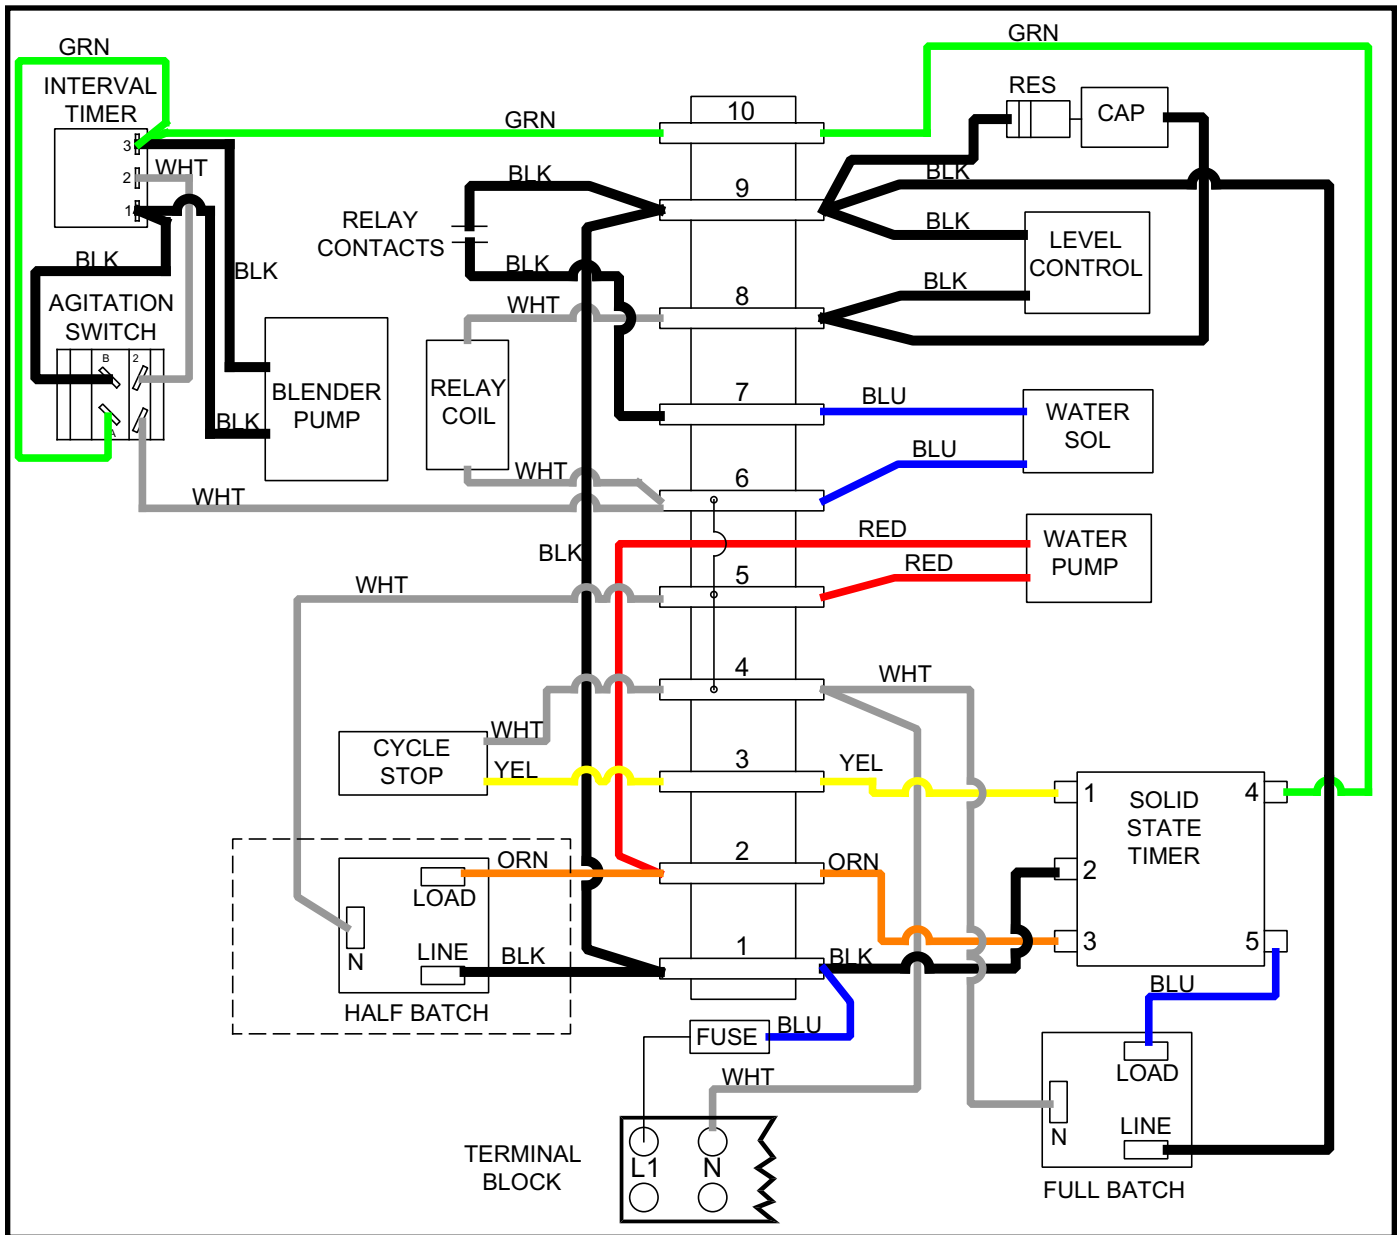 GRN
GRN
INTERVAL
TIMER
RES
CAP
10
GRN
3
WHT
2
1
BLK
9
BLK
RELAY
CONTACTS
BLK
LEVEL
CONTROL
BLK
BLK
BLK
BLK
8
WHT
AGITATION
SWITCH
B
2
A
BLENDER
PUMP
BLK
RELAY
COIL
7
BLU
WATER
SOL
BLU
WHT
6
WHT
RED
WATER
PUMP
BLK
RED
5
WHT
4
WHT
WHT
CYCLE
STOP
YEL
3
YEL
1
SOLID
STATE
TIMER
4
2
3
5
2
ORN
ORN
LOAD
N
LINE
BLK
HALF BATCH
1
BLK
BLU
FUSE
BLU
WHT
LOAD
N
LINE
FULL BATCH
TERMINAL
BLOCK
L1
N